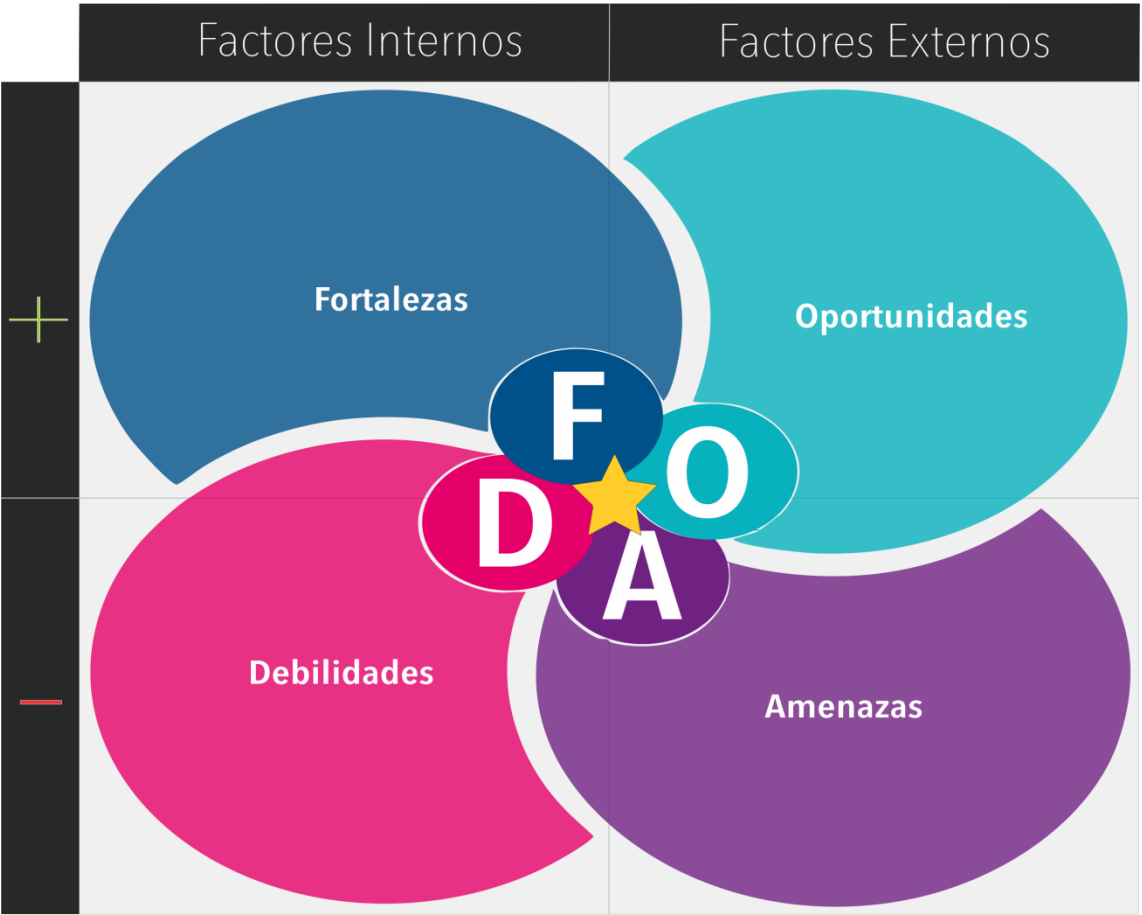 Factores Internos
Factores Externos
+
Fortalezas
Oportunidades
F
O
D
A
−
Debilidades
Amenazas